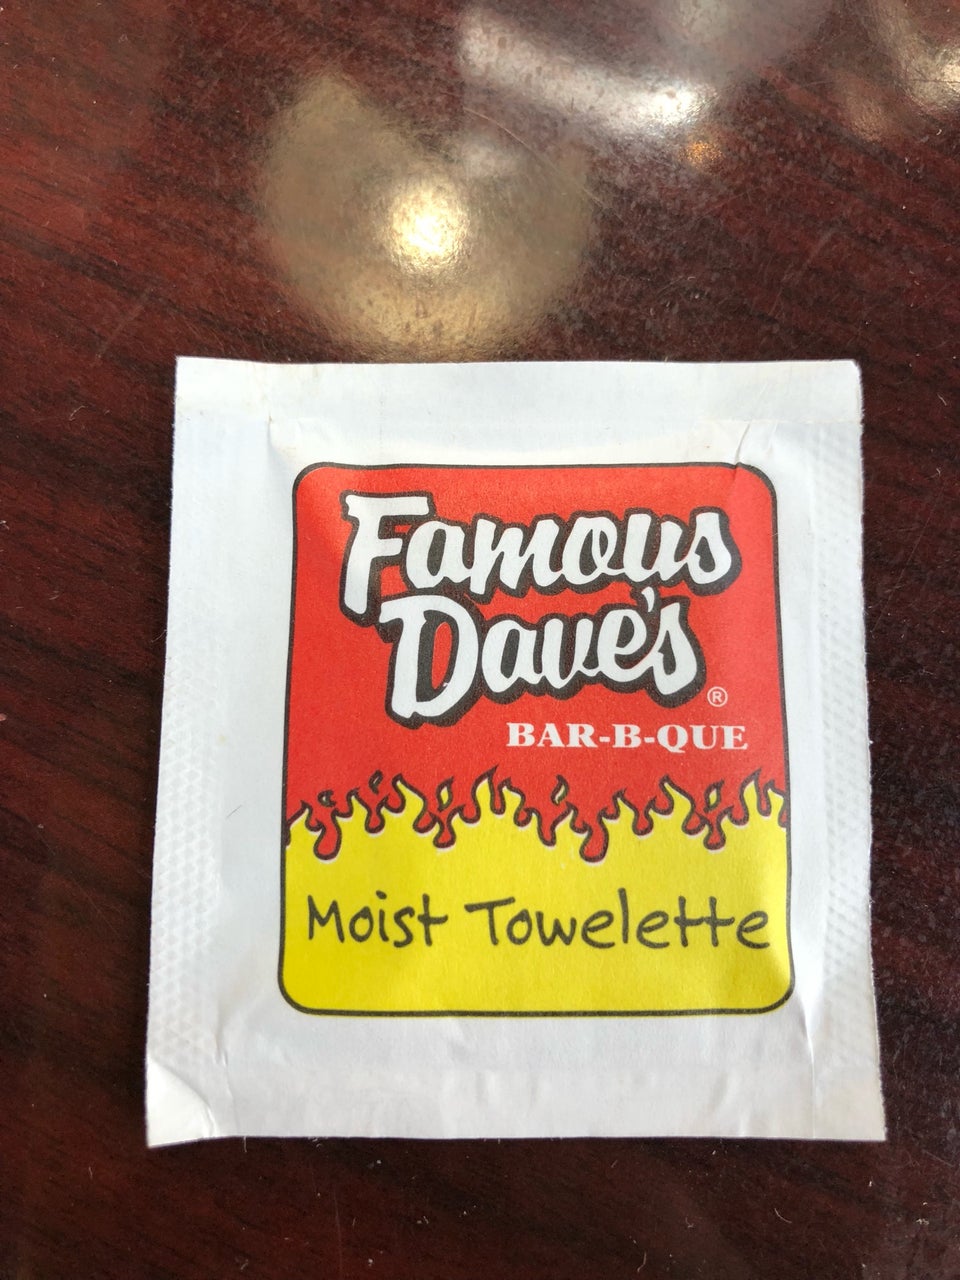 Famous
Dave's
®
BAR-B-QUE
Moist Towelette